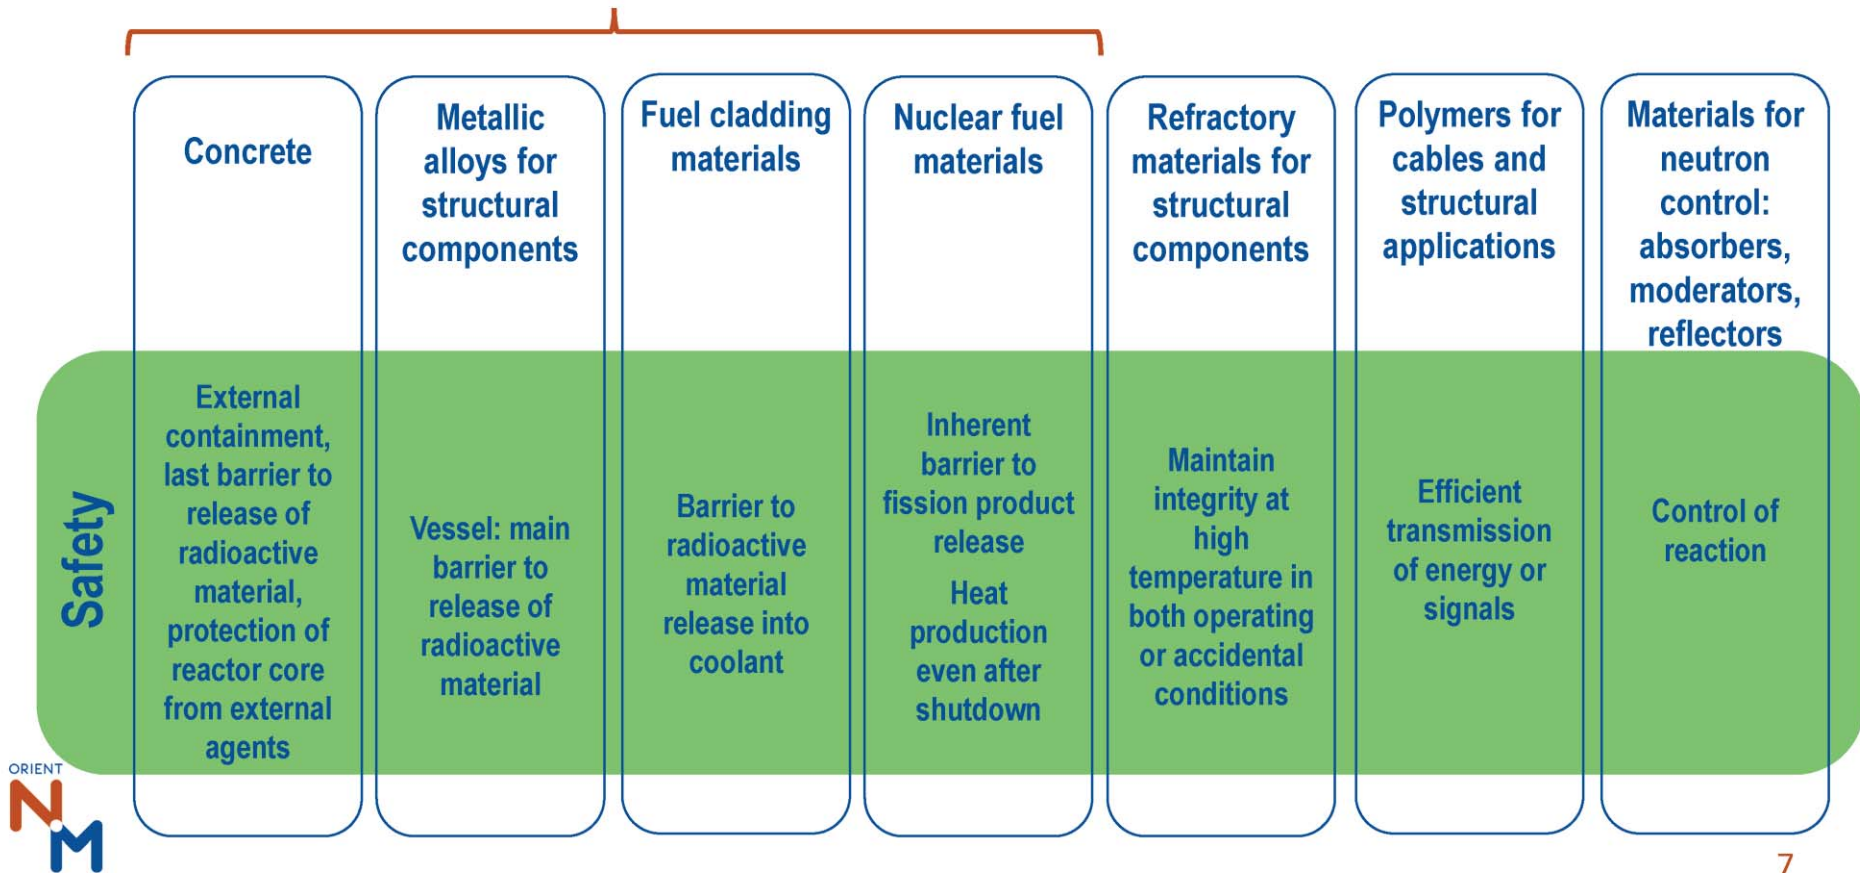 Concrete
Metallic
alloys for
structural
components
Fuel cladding
materials
Nuclear fuel
materials
Refractory
materials for
structural
components
Polymers for
cables and
structural
applications
Materials for
neutron
control:
absorbers,
moderators,
reflectors
Safety
External
containment,
last barrier to
release of
radioactive
material,
protection of
reactor core
from external
agents
Vessel: main
barrier to
release of
radioactive
material
Barrier to
radioactive
material
release into
coolant
Inherent
barrier to
fission product
release
Heat
production
even after
shutdown
Maintain
integrity at
high
temperature in
both operating
or accidental
conditions
Efficient
transmission
of energy or
signals
Control of
reaction
ORIENT
NM
7